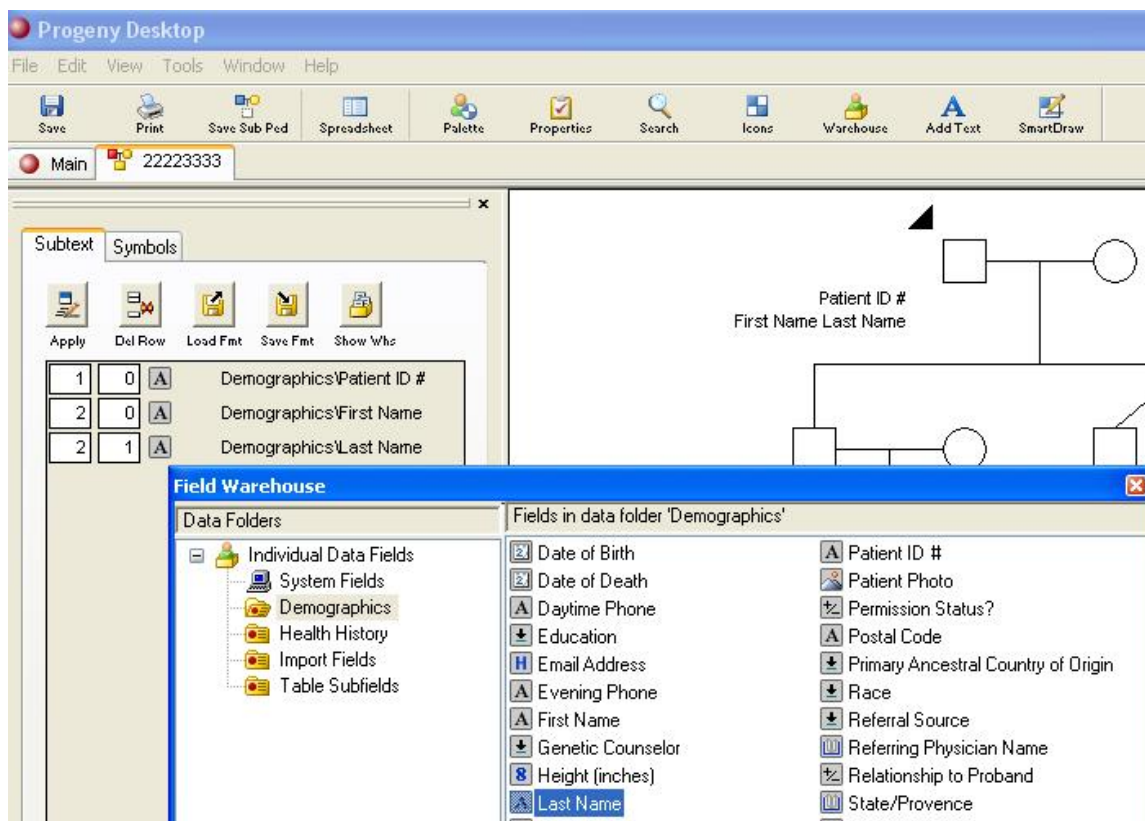 Progeny Desktop
File Edit View Tools Window Help
Save Print Save Sub Ped Spreadsheet Palette Properties Search Icons Warehouse Add Text SmartDraw
Main 22223333
Subtext Symbols
Apply Del Row Load Fmt Save Fmt Show Whs
1 0 A Demographics\Patient ID #
2 0 A Demographics\First Name
2 1 A Demographics\Last Name
Patient ID #
First Name Last Name
Field Warehouse
Data Folders
Individual Data Fields
System Fields
Demographics
Health History
Import Fields
Table Subfields
Fields in data folder 'Demographics'
Date of Birth
Date of Death
A Daytime Phone
Education
H Email Address
A Evening Phone
A First Name
Genetic Counselor
8 Height (inches)
A Last Name
A Patient ID #
Patient Photo
Permission Status?
A Postal Code
Primary Ancestral Country of Origin
Race
Referral Source
Referring Physician Name
Relationship to Proband
State/Provence